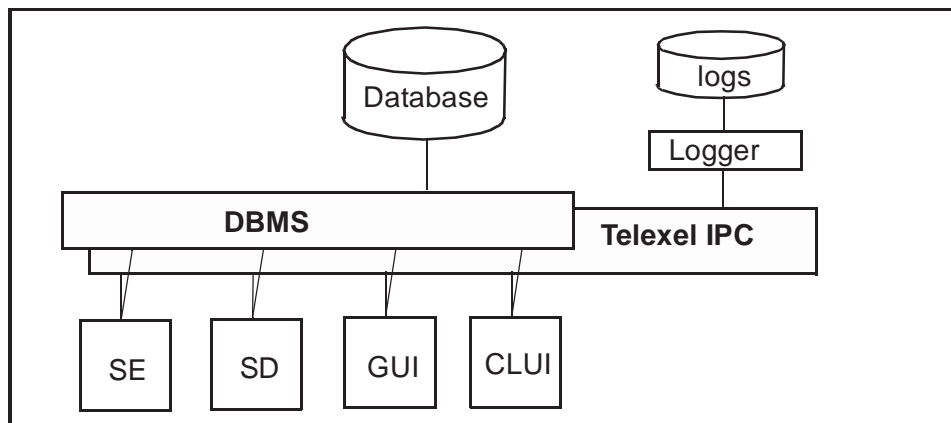 Database
logs
Logger
DBMS
Telexel IPC
SE
SD
GUI
CLUI